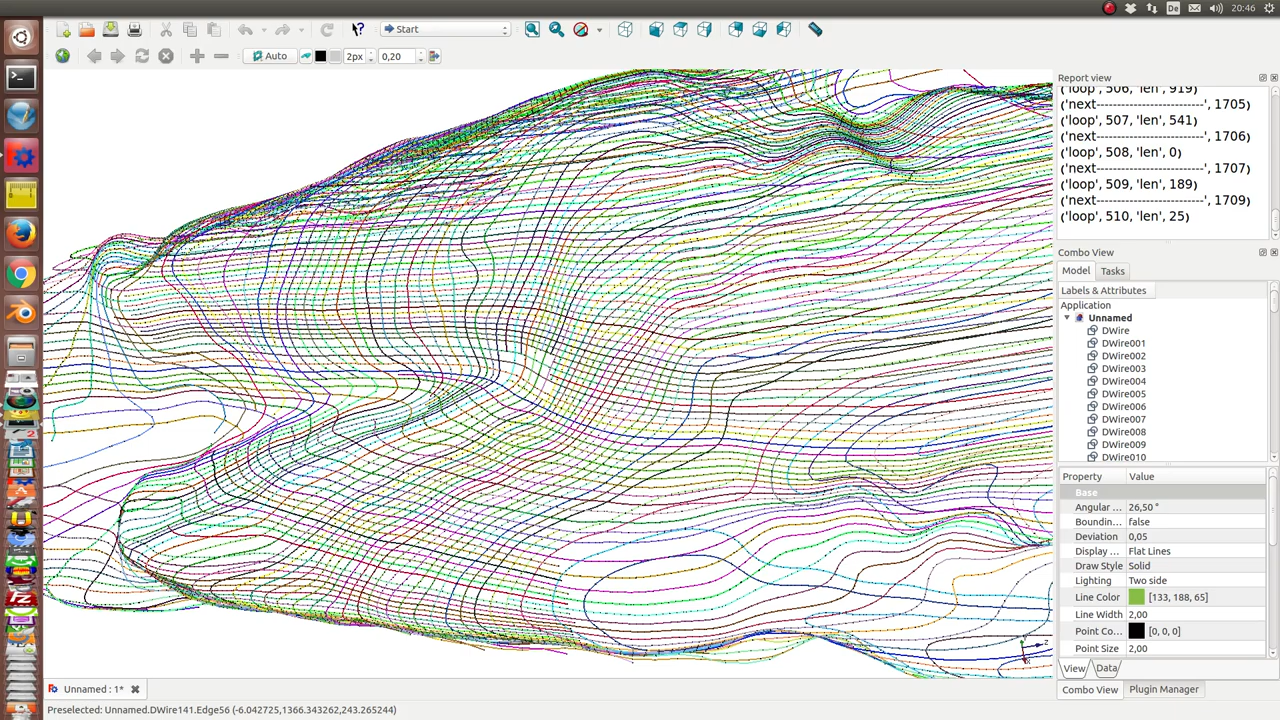 De
20:46
Start
Auto
2px
0,20
Report view
('loop', 506, 'len', 919)
('next--------------------------', 1705)
('loop', 507, 'len', 541)
('next--------------------------', 1706)
('loop', 508, 'len', 0)
('next--------------------------', 1707)
('loop', 509, 'len', 189)
('next--------------------------', 1709)
('loop', 510, 'len', 25)
Combo View
Model
Tasks
Labels & Attributes
Application
Unnamed
DWire
DWire001
DWire002
DWire003
DWire004
DWire005
DWire006
DWire007
DWire008
DWire009
DWire010
Property Value
Base
Angular ... 26,50 °
Boundin... false
Deviation 0,05
Display ... Flat Lines
Draw Style Solid
Lighting Two side
Line Color [133, 188, 65]
Line Width 2,00
Point Co... [0, 0, 0]
Point Size 2,00
View
Data
Unnamed : 1*
Combo View
Plugin Manager
Preselected: Unnamed.DWire141.Edge56 (-6.042725,1366.343262,243.265244)